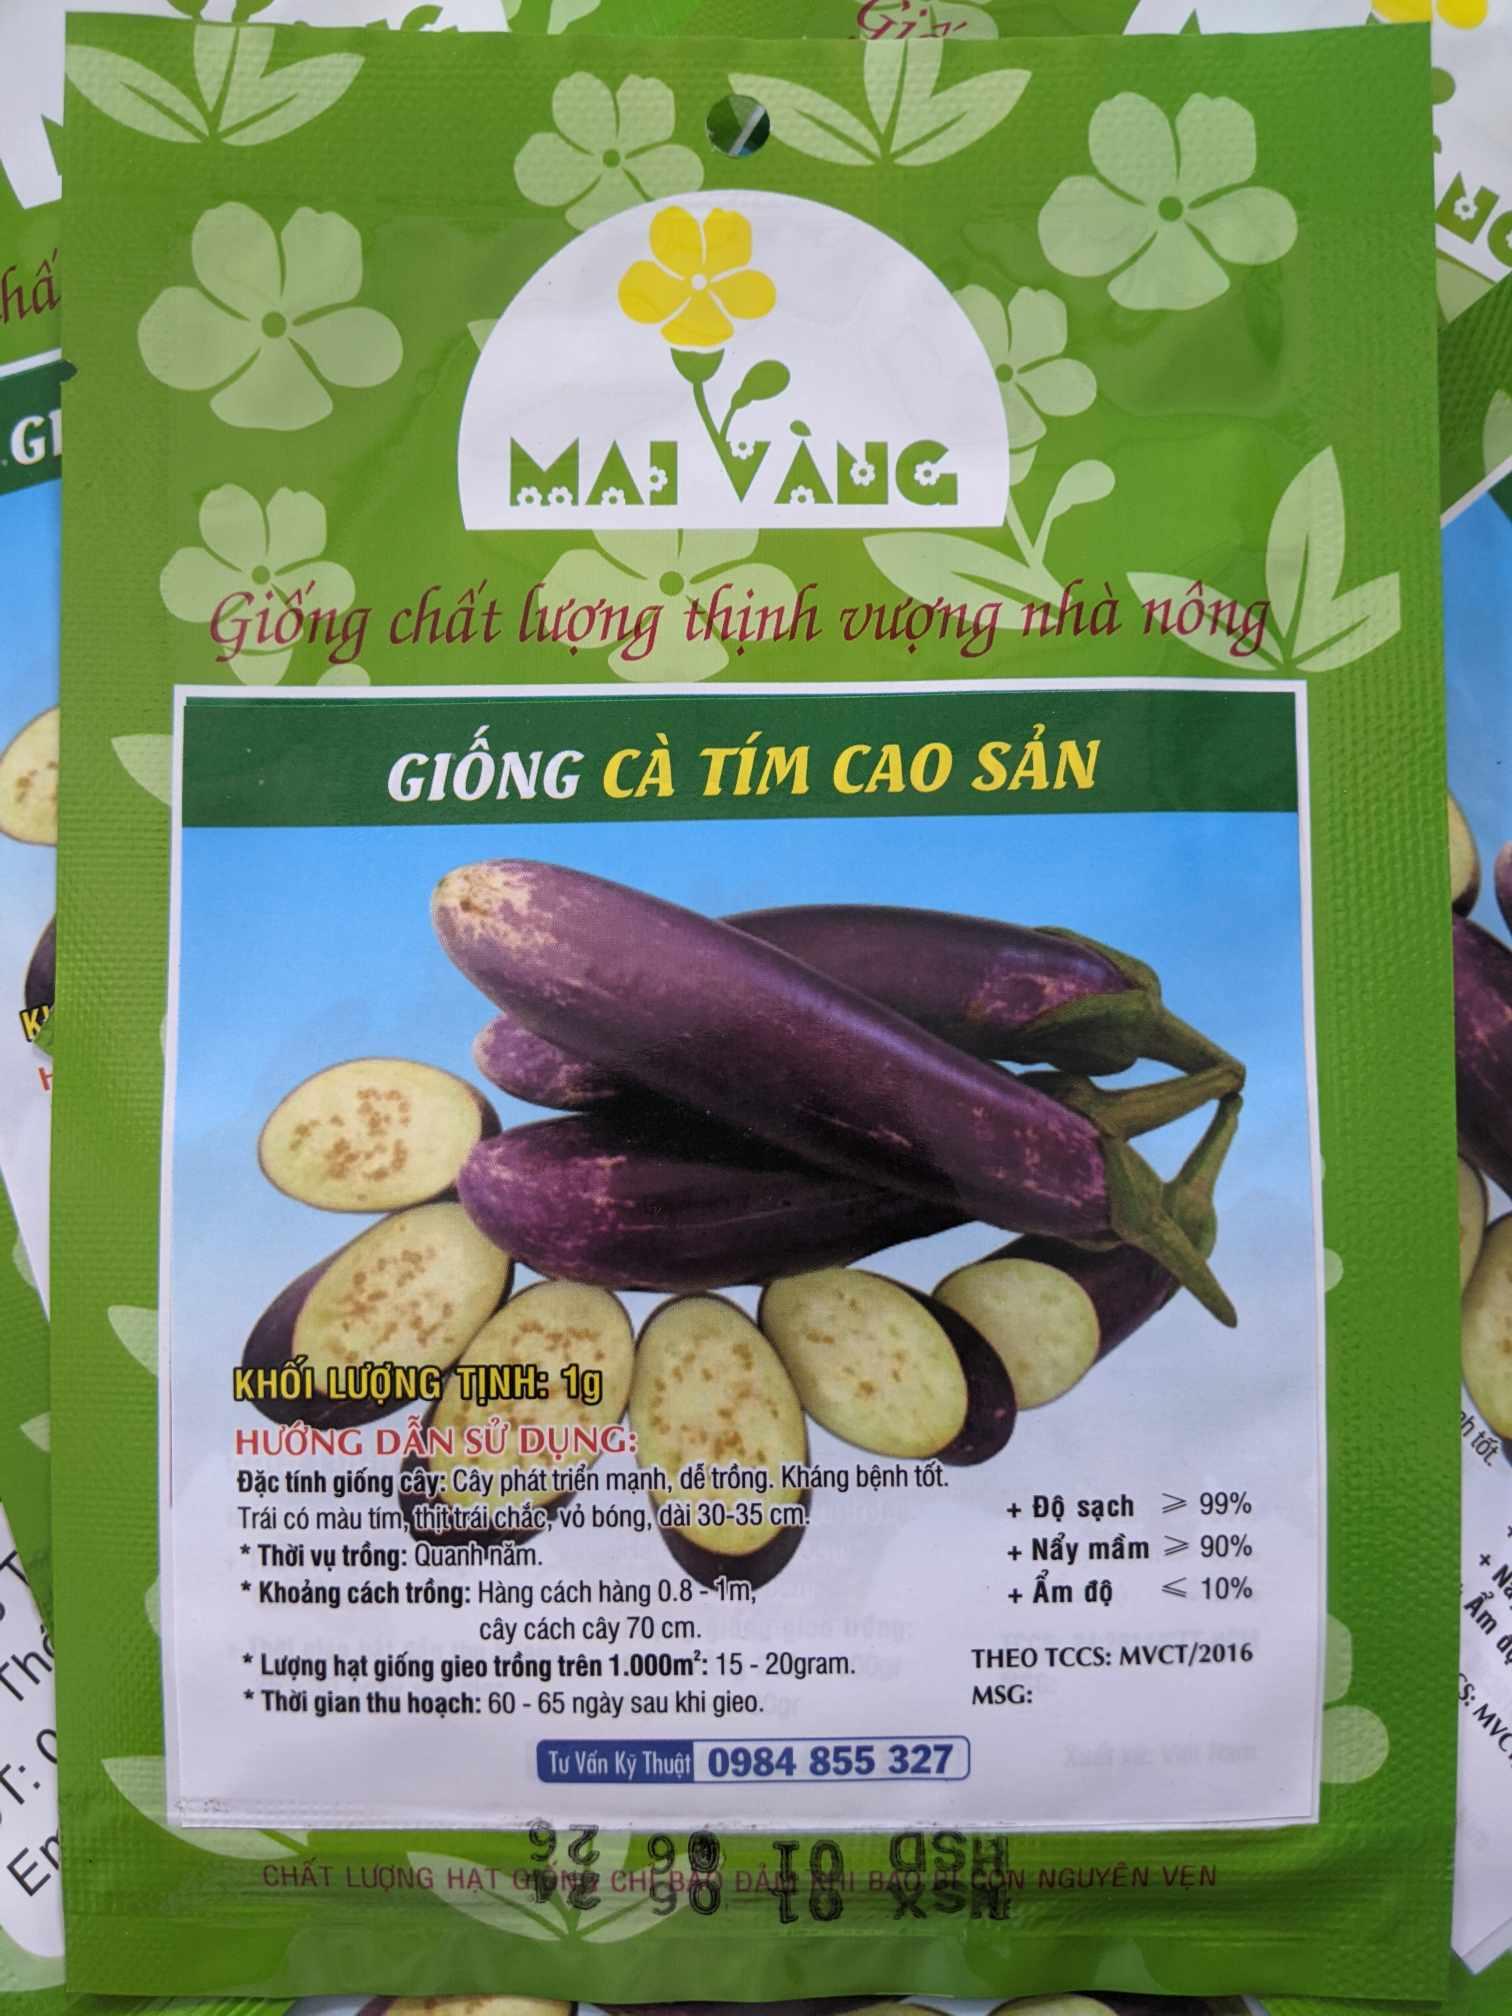 MAI VÀNG
Giống chất lượng thịnh vượng nhà nông
GIỐNG CÀ TÍM CAO SẢN
KHỐI LƯỢNG TỊNH: 1g
HƯỚNG DẪN SỬ DỤNG:
Đặc tính giống cây: Cây phát triển mạnh, dễ trồng. Kháng bệnh tốt.
Trái có màu tím, thịt trái chắc, vỏ bóng, dài 30-35 cm.
* Thời vụ trồng: Quanh năm.
* Khoảng cách trồng: Hàng cách hàng 0.8 - 1m,
cây cách cây 70 cm.
* Lượng hạt giống gieo trồng trên 1.000m²: 15 - 20gram.
* Thời gian thu hoạch: 60 - 65 ngày sau khi gieo.
+ Độ sạch ⩾ 99%
+ Nẩy mầm ⩾ 90%
+ Ẩm độ ⩽ 10%
THEO TCCS: MVCT/2016
MSG:
Tư Vấn Kỹ Thuật 0984 855 327
CHẤT LƯỢNG HẠT GIỐNG CHỈ BẢO ĐẢM KHI BAO BÌ CÒN NGUYÊN VẸN
NSX 01 06 24
HSD 01 06 26